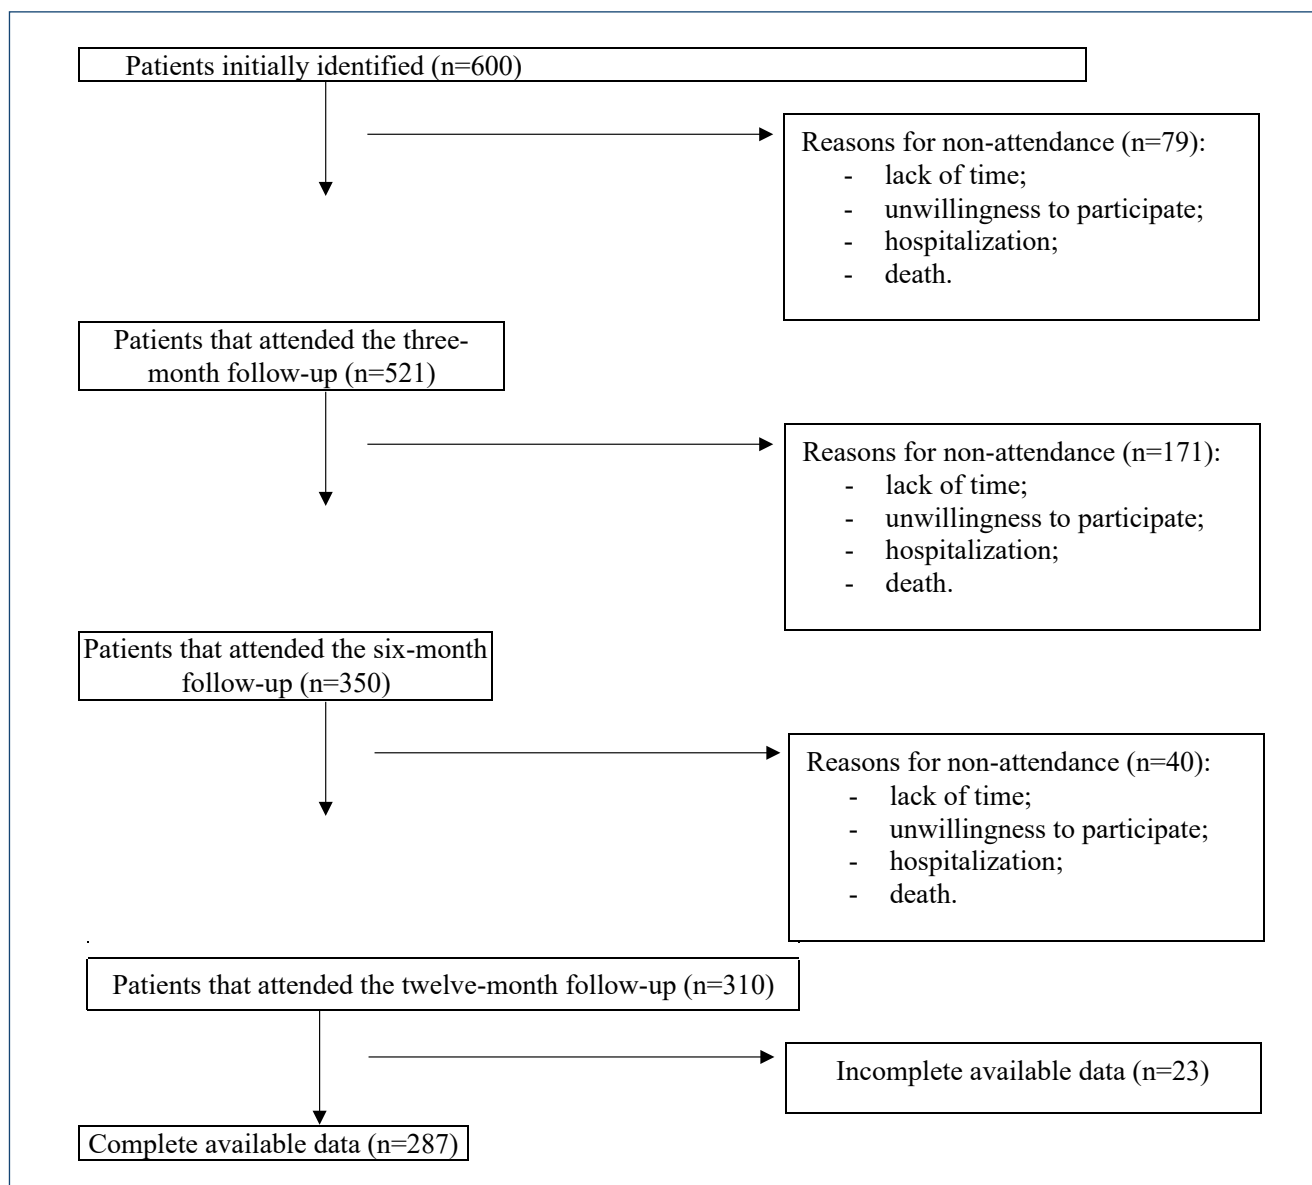 Patients initially identified (n=600)
Reasons for non-attendance (n=79):
- lack of time;
- unwillingness to participate;
- hospitalization;
- death.
Patients that attended the three-
month follow-up (n=521)
Reasons for non-attendance (n=171):
- lack of time;
- unwillingness to participate;
- hospitalization;
- death.
Patients that attended the six-month
follow-up (n=350)
Reasons for non-attendance (n=40):
- lack of time;
- unwillingness to participate;
- hospitalization;
- death.
Patients that attended the twelve-month follow-up (n=310)
Incomplete available data (n=23)
Complete available data (n=287)